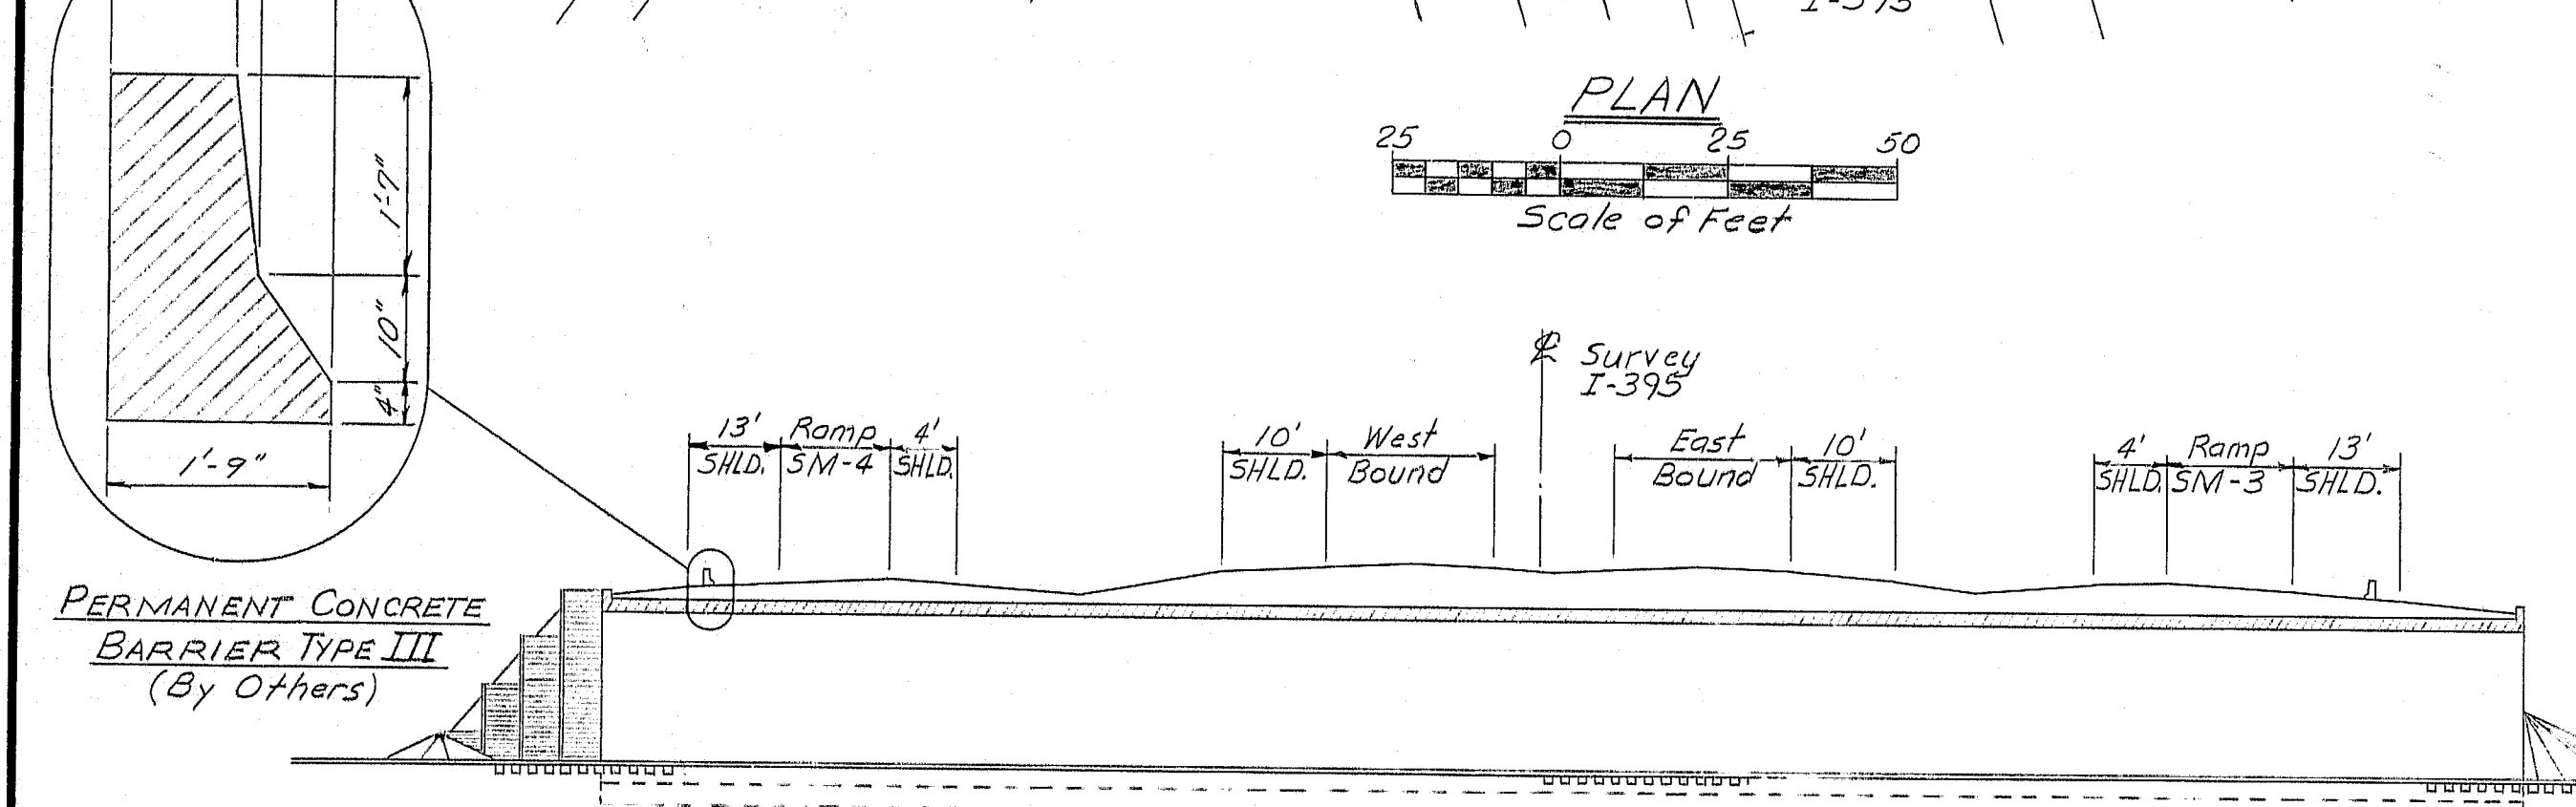 I-395
PLAN
25 0 25 50
Scale of Feet
1'-7"
10"
4"
1'-9"
PERMANENT CONCRETE
BARRIER TYPE III
(By Others)
℄ Survey
I-395
13' Ramp 4'
SHLD. SM-4 SHLD.
10' West
SHLD. Bound
East 10'
Bound SHLD.
4' Ramp 13'
SHLD. SM-3 SHLD.